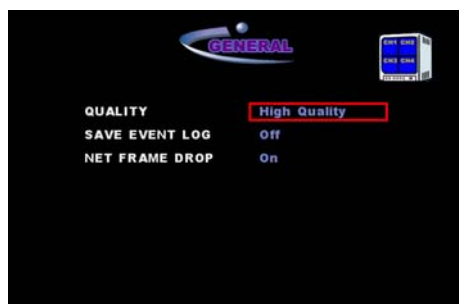 GENERAL
CH1 CH2
CH3 CH4
QUALITY High Quality
SAVE EVENT LOG Off
NET FRAME DROP On